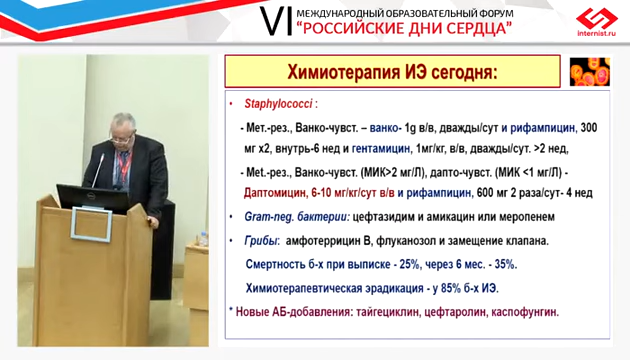 VI МЕЖДУНАРОДНЫЙ ОБРАЗОВАТЕЛЬНЫЙ ФОРУМ
“РОССИЙСКИЕ ДНИ СЕРДЦА”
internist.ru
Химиотерапия ИЭ сегодня:
• Staphylococci :
- Мет.-рез., Ванко-чувст. – ванко- 1g в/в, дважды/сут и рифампицин, 300
мг х2, внутрь-6 нед и гентамицин, 1мг/кг, в/в, дважды/сут. >2 нед,
- Met.-рез., Ванко-чувств. (МИК>2 мг/Л), дапто-чувст. (МИК <1 мг/Л) -
Даптомицин, 6-10 мг/кг/сут в/в и рифампицин, 600 мг 2 раза/сут- 4 нед
• Gram-neg. бактерии: цефтазидим и амикацин или меропенем
• Грибы: амфотеррицин В, флуканозол и замещение клапана.
Смертность б-х при выписке - 25%, через 6 мес. - 35%.
Химиотерапевтическая эрадикация - у 85% б-х ИЭ.
* Новые АБ-добавления: тайгециклин, цефтаролин, каспофунгин.